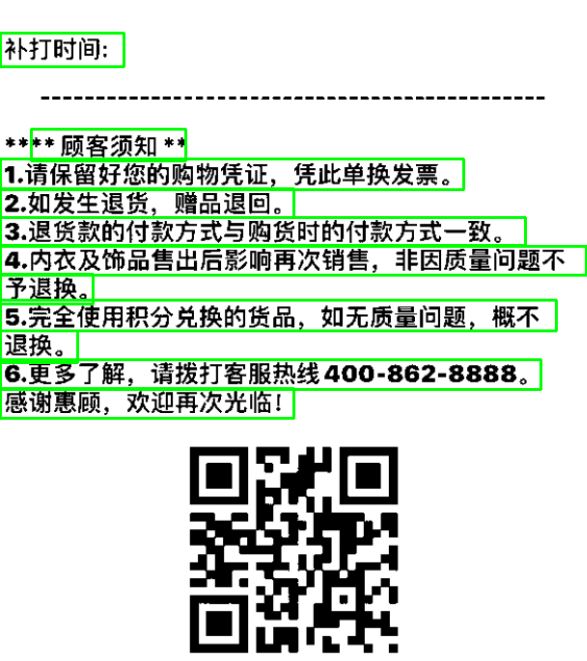 补打时间:
----------------------------------------------
**** 顾客须知 **
1.请保留好您的购物凭证，凭此单换发票。
2.如发生退货，赠品退回。
3.退货款的付款方式与购货时的付款方式一致。
4.内衣及饰品售出后影响再次销售，非因质量问题不
予退换。
5.完全使用积分兑换的货品，如无质量问题，概不
退换。
6.更多了解，请拨打客服热线400-862-8888。
感谢惠顾，欢迎再次光临!